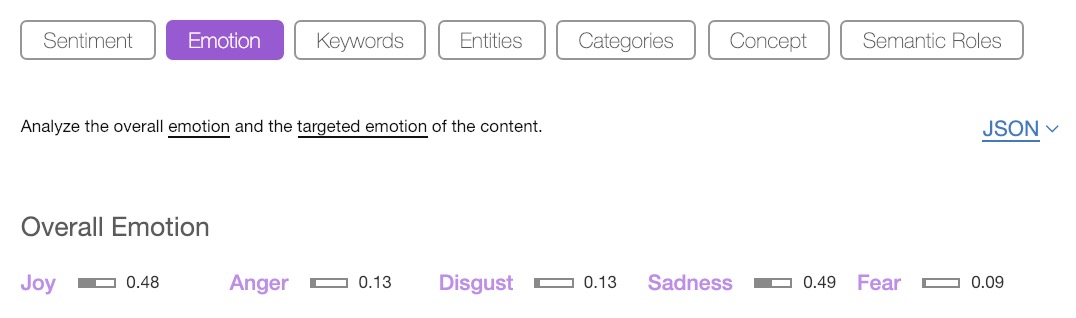 Sentiment Emotion Keywords Entities Categories Concept Semantic Roles
Analyze the overall emotion and the targeted emotion of the content.
JSON
Overall Emotion
Joy 0.48 Anger 0.13 Disgust 0.13 Sadness 0.49 Fear 0.09